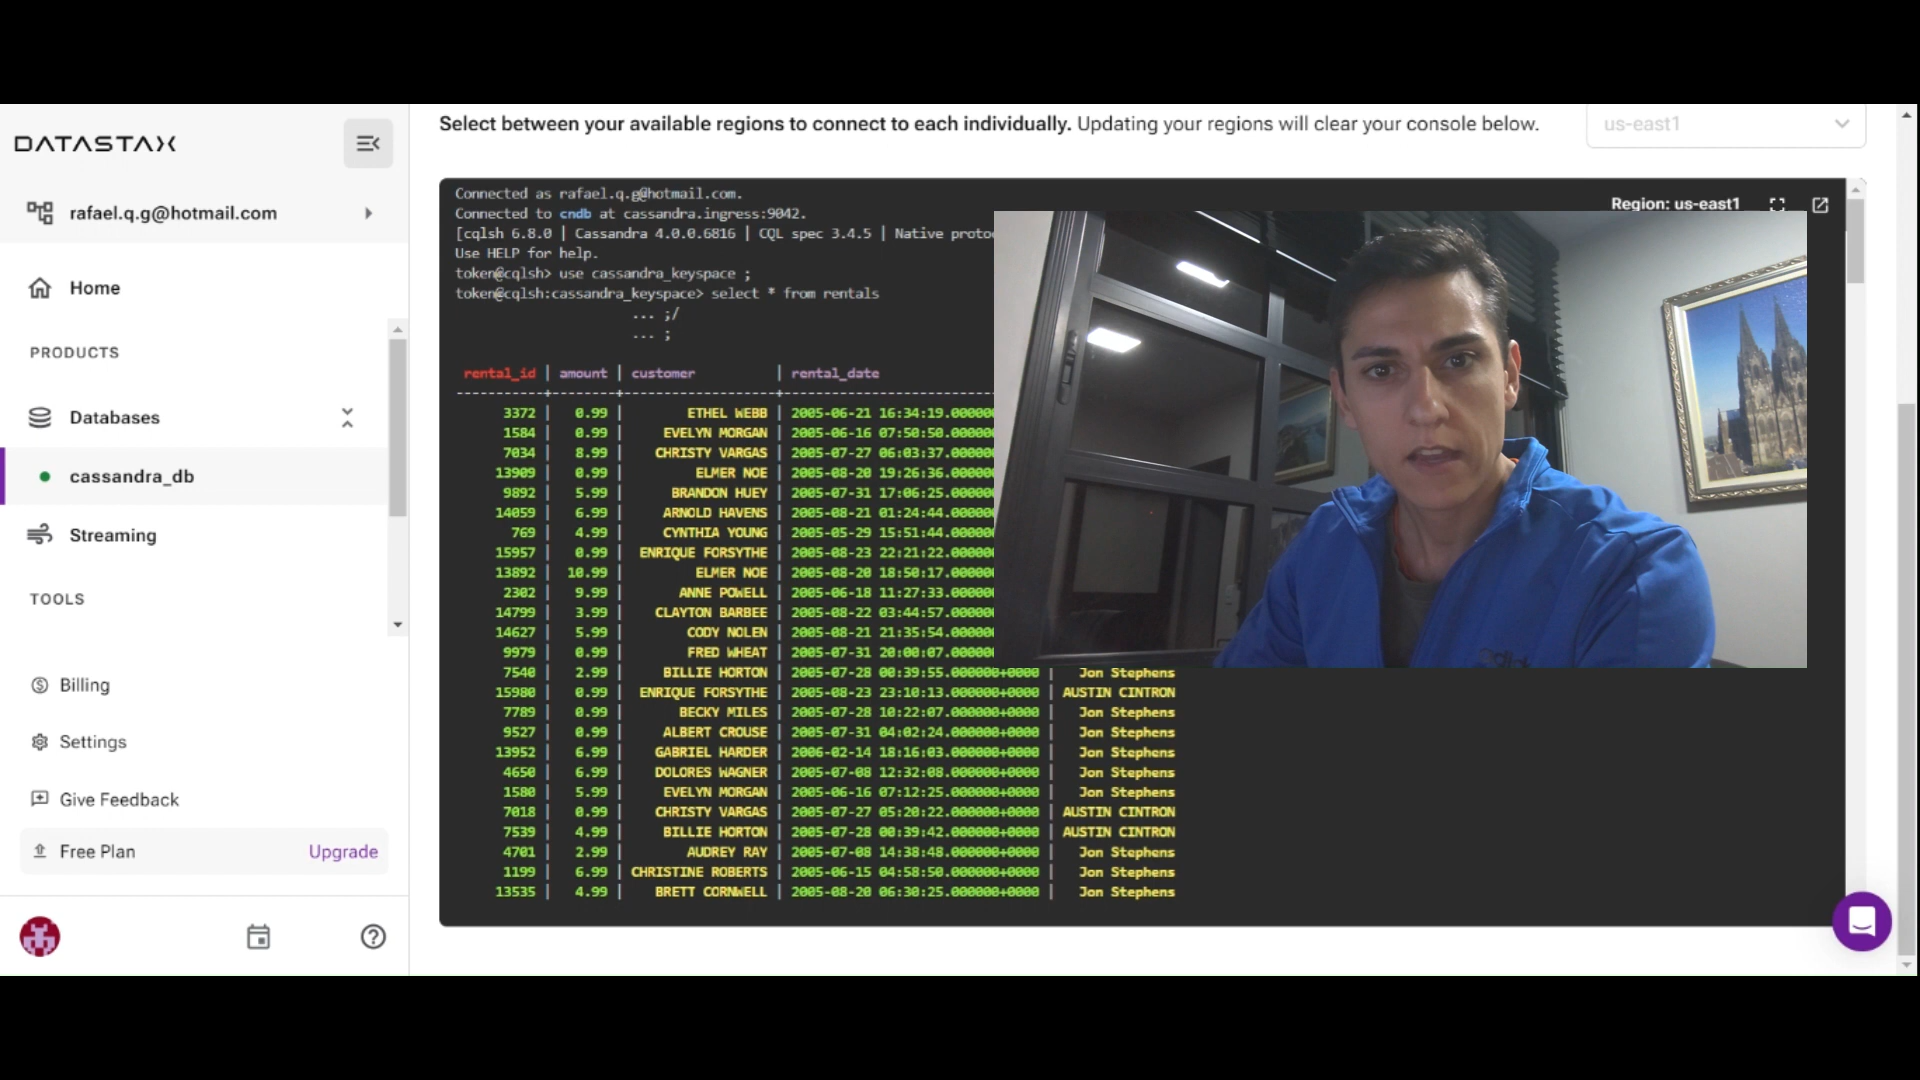 DATASTAX
rafael.q.g@hotmail.com
Home
PRODUCTS
Databases
cassandra_db
Streaming
TOOLS
Billing
Settings
Give Feedback
Free Plan Upgrade
Select between your available regions to connect to each individually. Updating your regions will clear your console below.
us-east1
Region: us-east1
Connected as rafael.q.g@hotmail.com.
Connected to cndb at cassandra.ingress:9042.
[cqlsh 6.8.0 | Cassandra 4.0.0.6816 | CQL spec 3.4.5 | Native proto
Use HELP for help.
token@cqlsh> use cassandra_keyspace ;
token@cqlsh:cassandra_keyspace> select * from rentals
... ;/
... ;
rental_id | amount | customer | rental_date
3372 | 0.99 | ETHEL WEBB | 2005-06-21 16:34:19.000000
1584 | 0.99 | EVELYN MORGAN | 2005-06-16 07:50:50.000000
7034 | 8.99 | CHRISTY VARGAS | 2005-07-27 06:03:37.000000
13909 | 0.99 | ELMER NOE | 2005-08-20 19:26:36.000000
9892 | 5.99 | BRANDON HUEY | 2005-07-31 17:06:25.000000
14059 | 6.99 | ARNOLD HAVENS | 2005-08-21 01:24:44.000000
769 | 4.99 | CYNTHIA YOUNG | 2005-05-29 15:51:44.000000
15957 | 0.99 | ENRIQUE FORSYTHE | 2005-08-23 22:21:22.000000
13892 | 10.99 | ELMER NOE | 2005-08-20 18:50:17.000000
2302 | 9.99 | ANNE POWELL | 2005-06-18 11:27:33.000000
14799 | 3.99 | CLAYTON BARBEE | 2005-08-22 03:44:57.000000
14627 | 5.99 | CODY NOLEN | 2005-08-21 21:35:54.000000
9979 | 0.99 | FRED WHEAT | 2005-07-31 20:00:07.000000
7540 | 2.99 | BILLIE HORTON | 2005-07-28 00:39:55.000000+0000 | Jon Stephens
15980 | 0.99 | ENRIQUE FORSYTHE | 2005-08-23 23:10:13.000000+0000 | AUSTIN CINTRON
7789 | 0.99 | BECKY MILES | 2005-07-28 10:22:07.000000+0000 | Jon Stephens
9527 | 0.99 | ALBERT CROUSE | 2005-07-31 04:02:24.000000+0000 | Jon Stephens
13952 | 6.99 | GABRIEL HARDER | 2006-02-14 18:16:03.000000+0000 | Jon Stephens
4650 | 6.99 | DOLORES WAGNER | 2005-07-08 12:32:08.000000+0000 | Jon Stephens
1580 | 5.99 | EVELYN MORGAN | 2005-06-16 07:12:25.000000+0000 | Jon Stephens
7018 | 0.99 | CHRISTY VARGAS | 2005-07-27 05:20:22.000000+0000 | AUSTIN CINTRON
7539 | 4.99 | BILLIE HORTON | 2005-07-28 00:39:42.000000+0000 | AUSTIN CINTRON
4701 | 2.99 | AUDREY RAY | 2005-07-08 14:38:48.000000+0000 | Jon Stephens
1199 | 6.99 | CHRISTINE ROBERTS | 2005-06-15 04:58:50.000000+0000 | Jon Stephens
13535 | 4.99 | BRETT CORNWELL | 2005-08-20 06:30:25.000000+0000 | Jon Stephens